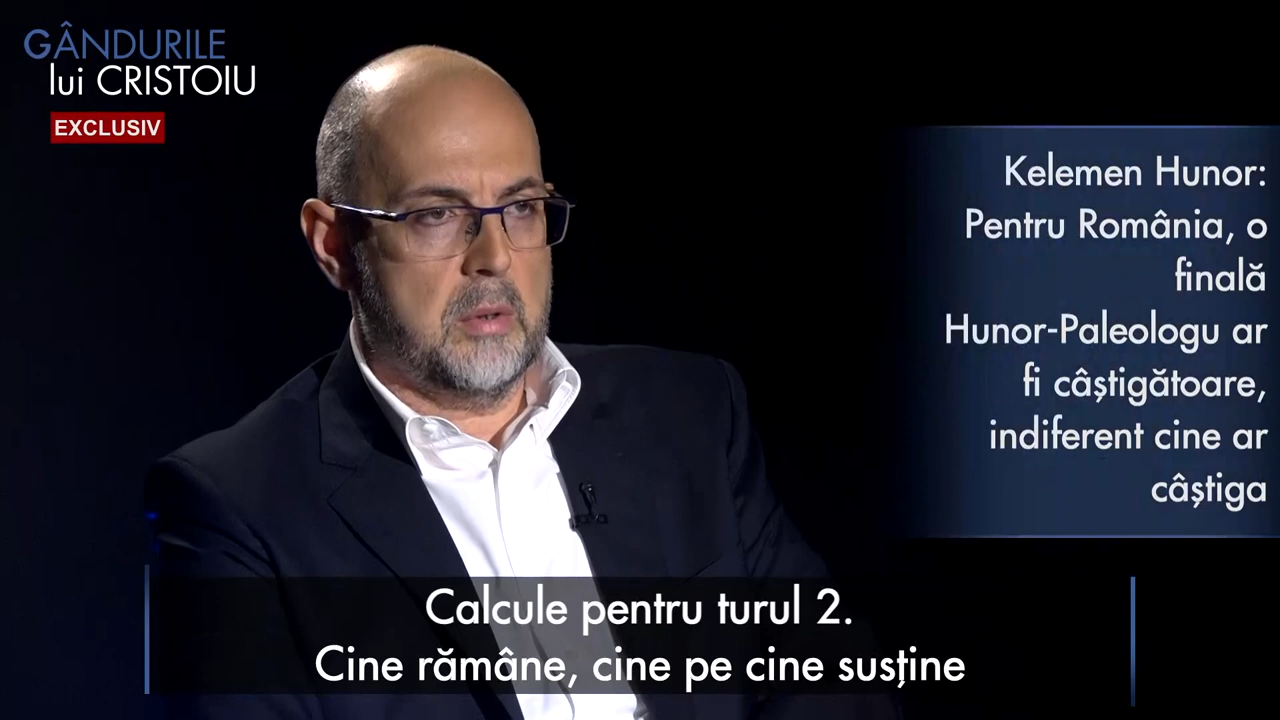 GÂNDURILE
lui CRISTOIU
EXCLUSIV
Kelemen Hunor:
Pentru România, o
finală
Hunor-Paleologu ar
fi câștigătoare,
indiferent cine ar
câștiga
Calcule pentru turul 2.
Cine rămâne, cine pe cine susține